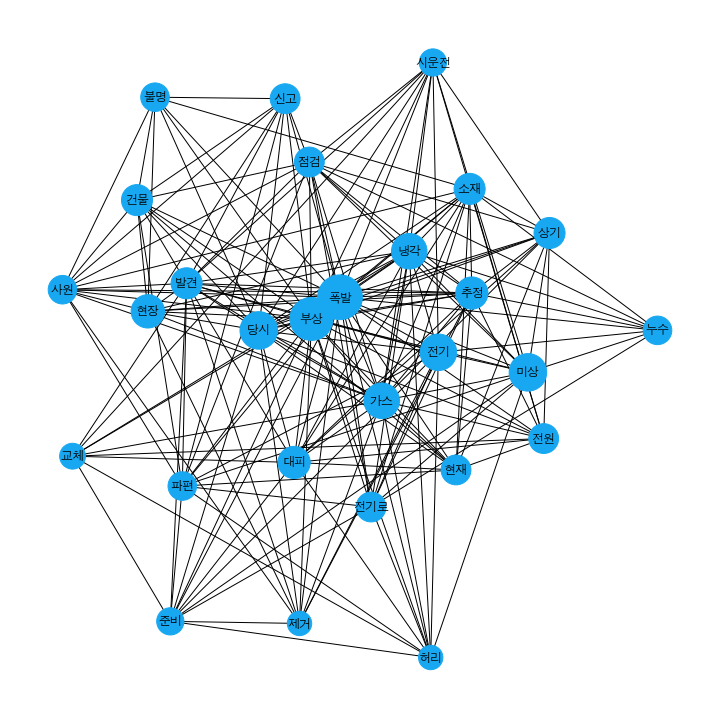 시운전
불명
신고
점검
소재
건물
상기
냉각
발견
사원
추정
폭발
현장
부상
당시
누수
전기
미상
가스
전원
교체
대피
현재
파편
전기로
준비
제거
허리